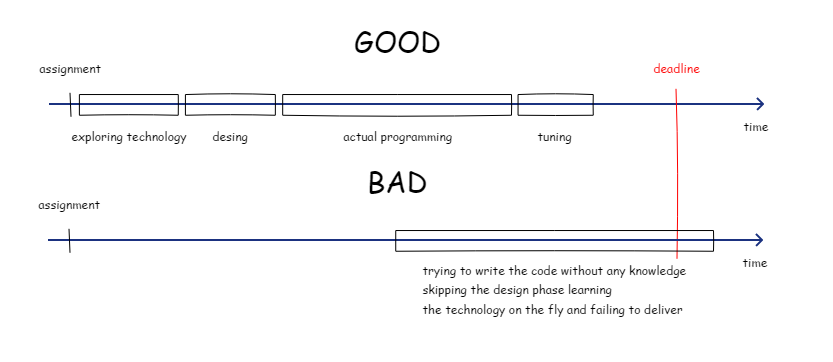 GOOD
assignment
deadline
exploring technology
desing
actual programming
tuning
time
BAD
assignment
time
trying to write the code without any knowledge
skipping the design phase learning
the technology on the fly and failing to deliver